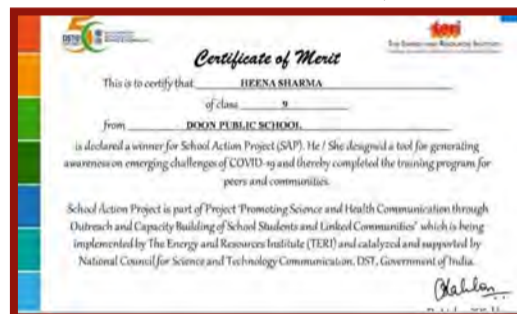 teri
THE ENERGY AND RESOURCES INSTITUTE
Certificate of Merit
This is to certify that HEENA SHARMA
of class 9
from DOON PUBLIC SCHOOL
is declared a winner for School Action Project (SAP). He / She designed a tool for generating
awareness on emerging challenges of COVID-19 and thereby completed the training program for
peers and communities.
School Action Project is part of Project 'Promoting Science and Health Communication through
Outreach and Capacity Building of School Students and Linked Communities' which is being
implemented by The Energy and Resources Institute (TERI) and catalyzed and supported by
National Council for Science and Technology Communication, DST, Government of India.